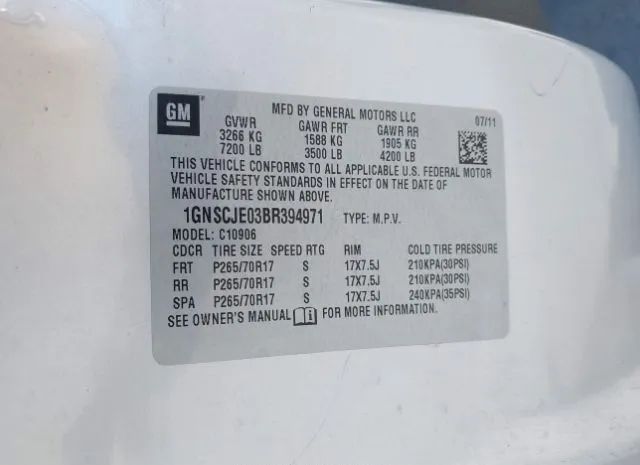 GM
MFD BY GENERAL MOTORS LLC 07/11
GVWR GAWR FRT GAWR RR
3266 KG 1588 KG 1905 KG
7200 LB 3500 LB 4200 LB
THIS VEHICLE CONFORMS TO ALL APPLICABLE U.S. FEDERAL MOTOR
VEHICLE SAFETY STANDARDS IN EFFECT ON THE DATE OF
MANUFACTURE SHOWN ABOVE.
1GNSCJE03BR394971 TYPE: M.P.V.
MODEL: C10906
CDCR TIRE SIZE SPEED RTG RIM COLD TIRE PRESSURE
FRT P265/70R17 S 17X7.5J 210KPA(30PSI)
RR P265/70R17 S 17X7.5J 210KPA(30PSI)
SPA P265/70R17 S 17X7.5J 240KPA(35PSI)
SEE OWNER'S MANUAL i FOR MORE INFORMATION.